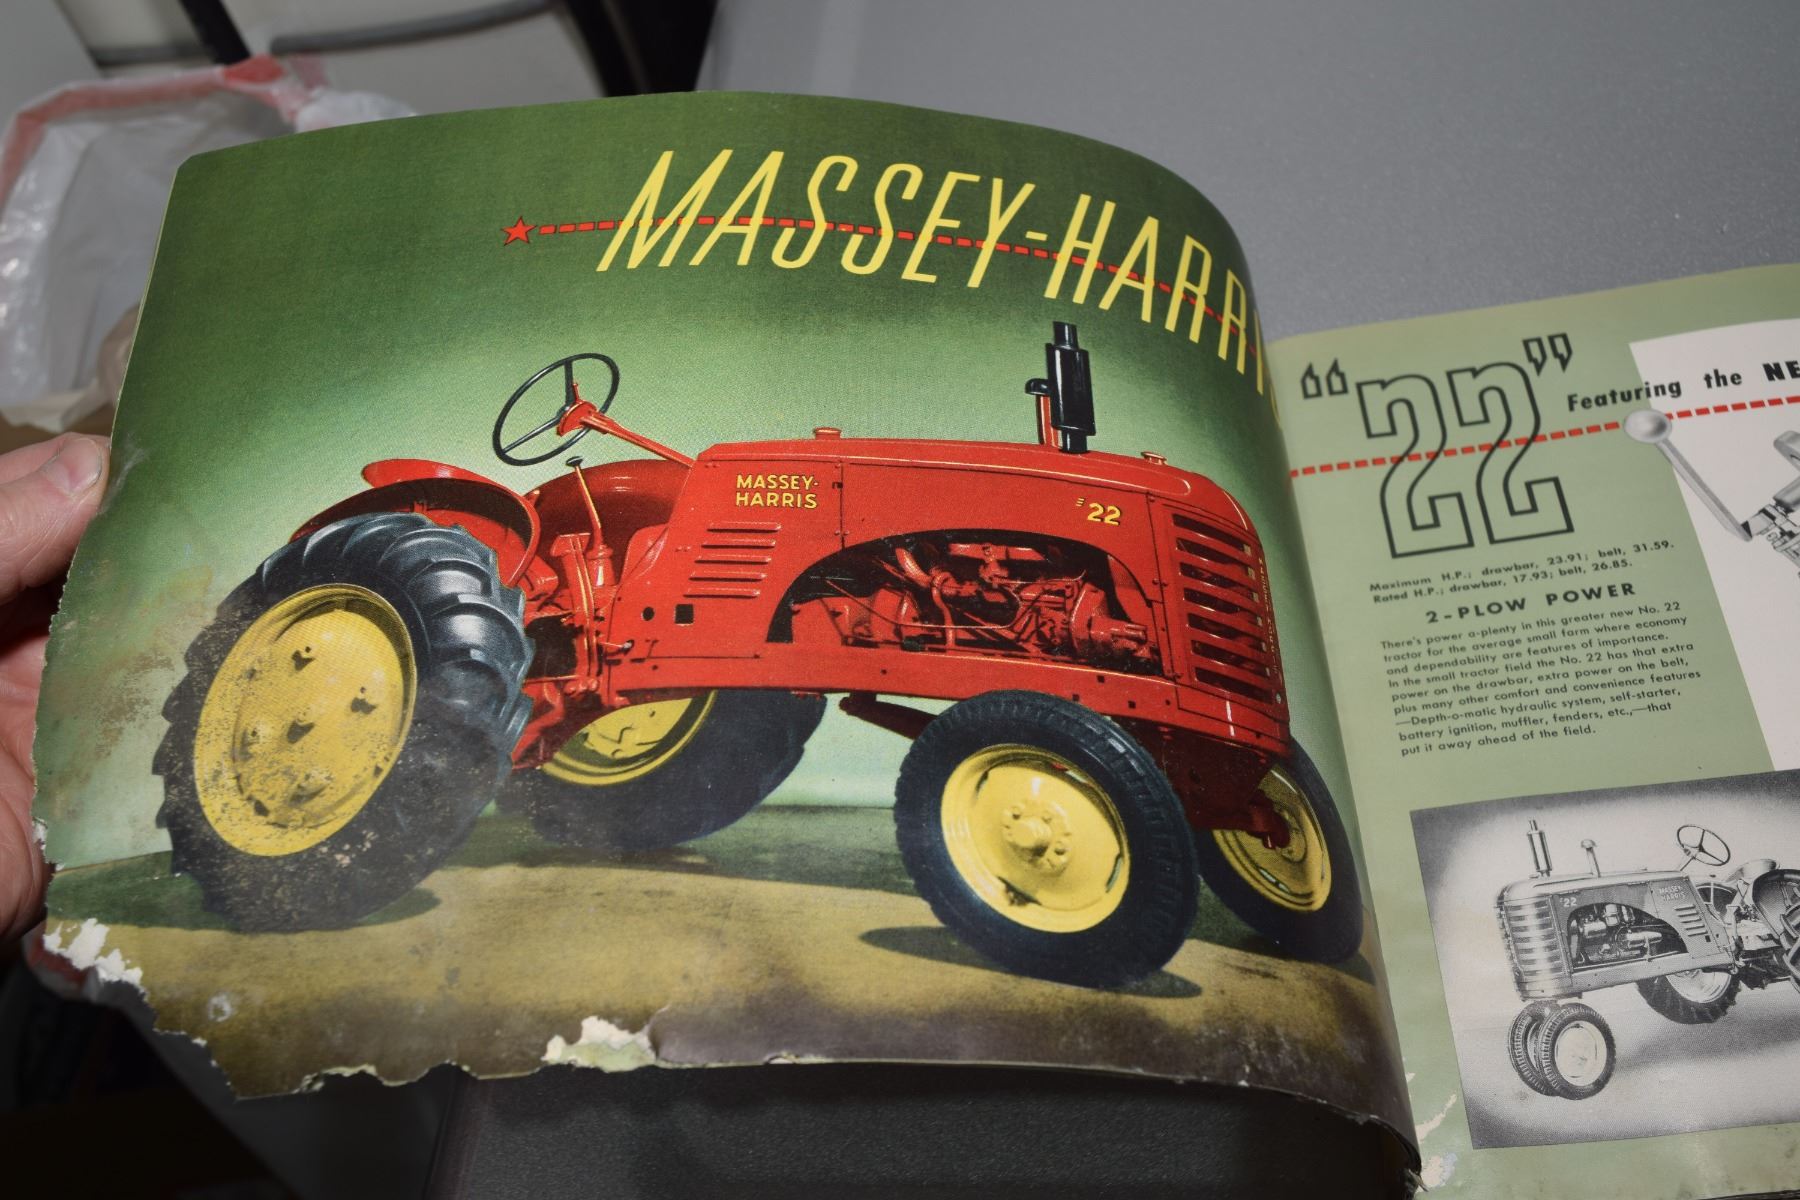 MASSEY-HARRI
MASSEY-
HARRIS
22
"22"
Featuring the NE
Maximum H.P.; drawbar, 23.91; belt, 31.59.
Rated H.P.; drawbar, 17.93; belt, 26.85.
2-PLOW POWER
There's power a-plenty in this greater new No. 22
tractor for the average small farm where economy
and dependability are features of importance.
In the small tractor field the No. 22 has that extra
power on the drawbar, extra power on the belt,
plus many other comfort and convenience features
—Depth-o-matic hydraulic system, self-starter,
battery ignition, muffler, fenders, etc.,—that
put it away ahead of the field.
22
MASSEY-
HARRIS